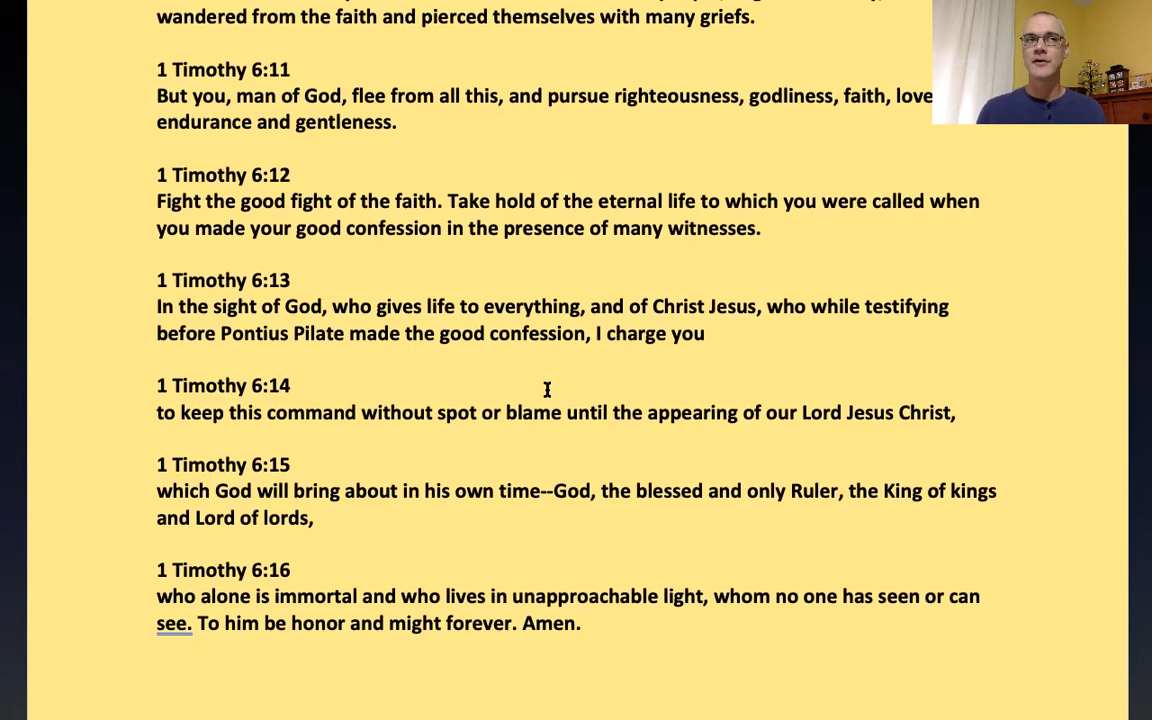 wandered from the faith and pierced themselves with many griefs.
1 Timothy 6:11
But you, man of God, flee from all this, and pursue righteousness, godliness, faith, love
endurance and gentleness.
1 Timothy 6:12
Fight the good fight of the faith. Take hold of the eternal life to which you were called when
you made your good confession in the presence of many witnesses.
1 Timothy 6:13
In the sight of God, who gives life to everything, and of Christ Jesus, who while testifying
before Pontius Pilate made the good confession, I charge you
1 Timothy 6:14
to keep this command without spot or blame until the appearing of our Lord Jesus Christ,
1 Timothy 6:15
which God will bring about in his own time--God, the blessed and only Ruler, the King of kings
and Lord of lords,
1 Timothy 6:16
who alone is immortal and who lives in unapproachable light, whom no one has seen or can
see. To him be honor and might forever. Amen.